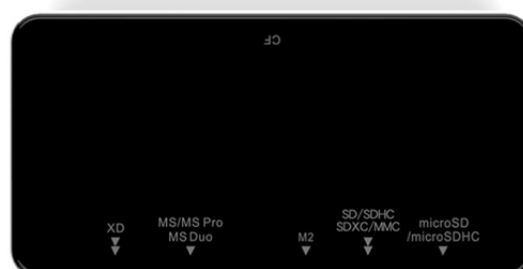 CF
XD
MS/MS Pro
MS Duo
M2
SD/SDHC
SDXC/MMC
microSD
/microSDHC